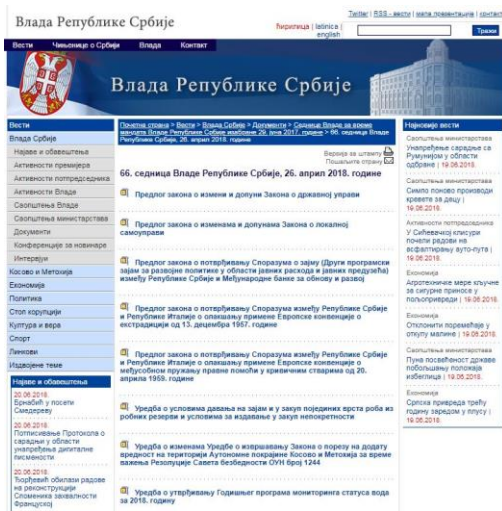 Twitter | RSS - вести | мапа презентације | контакт
Влада Републике Србије
ћирилица | latinica |
english
Тражи
Вести
Чињенице о Србији
Влада
Контакт
Влада Републике Србије
Вести
Влада Србије
Најаве и обавештења
Активности премијера
Активности потпредседника
Активности Владе
Саопштења Владе
Саопштења министарстава
Документи
Конференције за новинаре
Интервјуи
Косово и Метохија
Економија
Политика
Стоп корупцији
Култура и вера
Спорт
Линкови
Издвојене теме
Најаве и обавештења
20.06.2018.
Брнабић у посети
Смедереву
20.06.2018.
Потписивање Протокола о
сарадњи у области
унапређења дигиталне
писмености
20.06.2018.
Ђорђевић обилази радове
на реконструкцији
Споменика захвалности
Француској
Почетна страна > Вести > Влада Србије > Документи > Седнице Владе за време
мандата Владе Републике Србије изабране 29. јуна 2017. године > 66. седница Владе
Републике Србије, 26. април 2018. године
Верзија за штампу
Пошаљите страну
66. седница Владе Републике Србије, 26. април 2018. године
Предлог закона о измени и допуни Закона о државној управи
Предлог закона о изменама и допунама Закона о локалној
самоуправи
Предлог закона о потврђивању Споразума о зајму (Други програмски
зајам за развојне политике у области јавних расхода и јавних предузећа)
између Републике Србије и Међународне банке за обнову и развој
Предлог закона о потврђивању Споразума између Републике Србије
и Републике Италије о олакшању примене Европске конвенције о
екстрадицији од 13. децембра 1957. године
Предлог закона о потврђивању Споразума између Републике Србије
и Републике Италије о олакшању примене Европске конвенције о
међусобном пружању правне помоћи у кривичним стварима од 20.
априла 1959. године
Уредба о условима давања на зајам и у закуп појединих врста роба из
робних резерви и условима за издавање у закуп непокретности
Уредба о изменама Уредбе о извршавању Закона о порезу на додату
вредност на територији Аутономне покрајине Косово и Метохија за време
важења Резолуције Савета безбедности ОУН број 1244
Уредба о утврђивању Годишњег програма мониторинга статуса вода
за 2018. годину
Најновије вести
Саопштења министарстава
Унапређење сарадње са
Румунијом у области
одбране | 19.06.2018.
Саопштења министарстава
Симпо поново производи
кревете за децу |
19.06.2018.
Саопштења министарстава
У Сићевачкој клисури
почели радови на
асфалтирању ауто-пута |
19.06.2018.
Економија
Агротехничке мере кључне
за сигурне приносе у
пољопривреди | 19.06.2018.
Економија
Отклонити поремећаје у
откупу малине | 19.06.2018.
Саопштења министарстава
Пуна посвећеност државе
побољшању положаја
избеглица | 19.06.2018.
Економија
Српска привреда трећу
годину заредом у плусу |
19.06.2018.